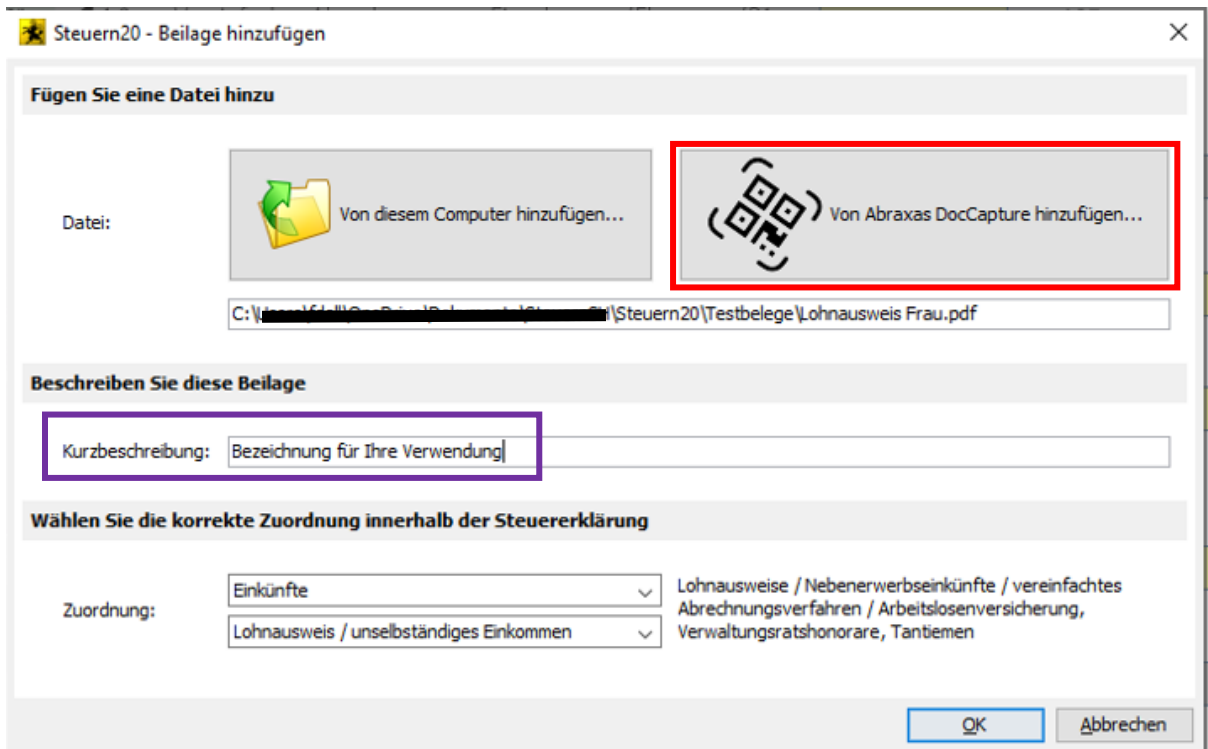 Steuern20 - Beilage hinzufügen
Fügen Sie eine Datei hinzu
Datei:
Von diesem Computer hinzufügen...
Von Abraxas DocCapture hinzufügen...
C:\ \Steuern20\Testbelege\Lohnausweis Frau.pdf
Beschreiben Sie diese Beilage
Kurzbeschreibung: Bezeichnung für Ihre Verwendung
Wählen Sie die korrekte Zuordnung innerhalb der Steuererklärung
Zuordnung:
Einkünfte
Lohnausweis / unselbständiges Einkommen
Lohnausweise / Nebenerwerbseinkünfte / vereinfachtes
Abrechnungsverfahren / Arbeitslosenversicherung,
Verwaltungsratshonorare, Tantiemen
OK
Abbrechen